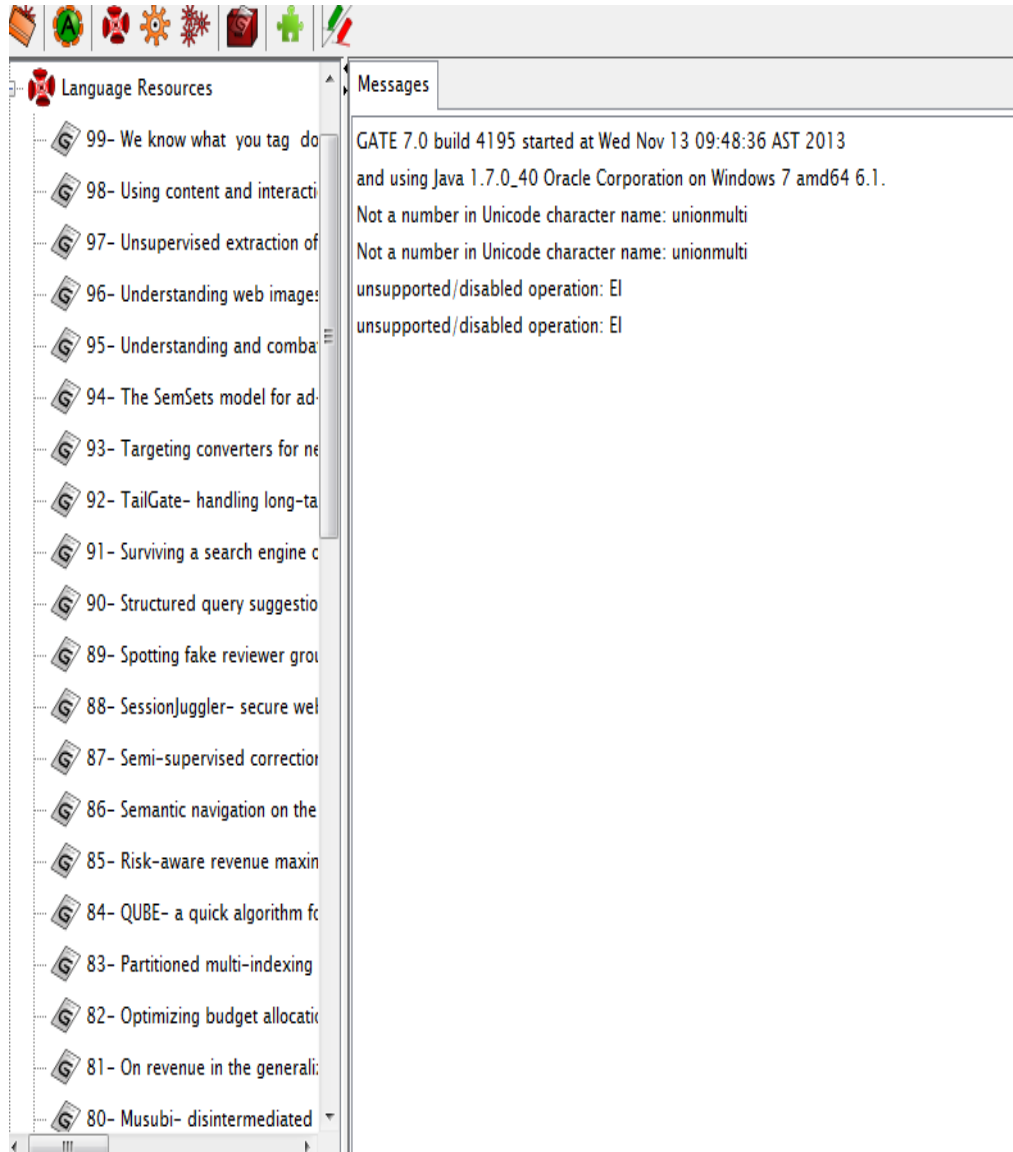 Language Resources
99- We know what you tag do
98- Using content and interacti
97- Unsupervised extraction of
96- Understanding web images
95- Understanding and comba
94- The SemSets model for ad-
93- Targeting converters for ne
92- TailGate- handling long-ta
91- Surviving a search engine c
90- Structured query suggestio
89- Spotting fake reviewer grou
88- SessionJuggler- secure wel
87- Semi-supervised correction
86- Semantic navigation on the
85- Risk-aware revenue maxin
84- QUBE- a quick algorithm fo
83- Partitioned multi-indexing
82- Optimizing budget allocatio
81- On revenue in the generali
80- Musubi- disintermediated
Messages
GATE 7.0 build 4195 started at Wed Nov 13 09:48:36 AST 2013
and using Java 1.7.0_40 Oracle Corporation on Windows 7 amd64 6.1.
Not a number in Unicode character name: unionmulti
Not a number in Unicode character name: unionmulti
unsupported/disabled operation: EI
unsupported/disabled operation: EI